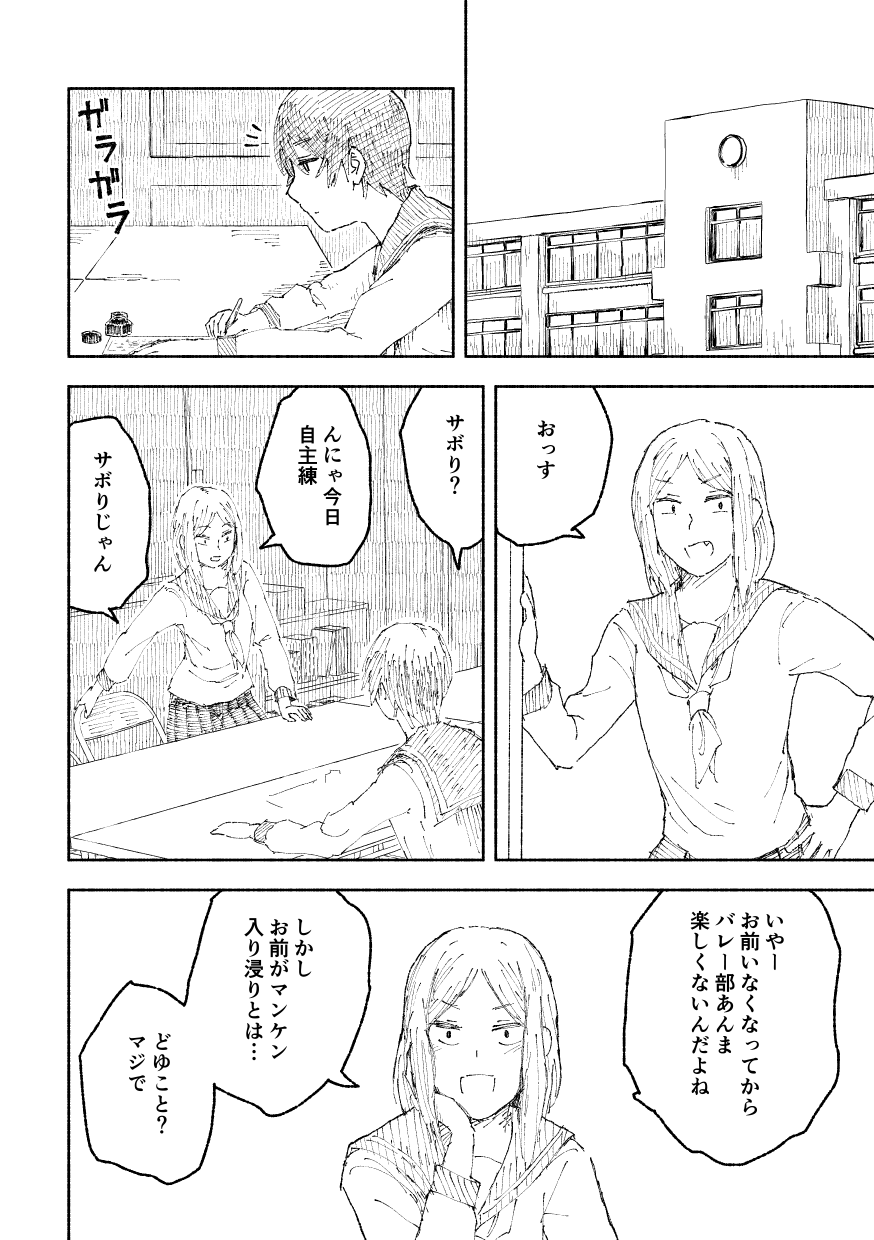 ガラガラ
おっす
サボり?
んにゃ今日
自主練
サボりじゃん
いやー
お前いなくなってから
バレー部あんま
楽しくないんだよね
しかし
お前がマンケン
入り浸りとは…
どゆこと?
マジで